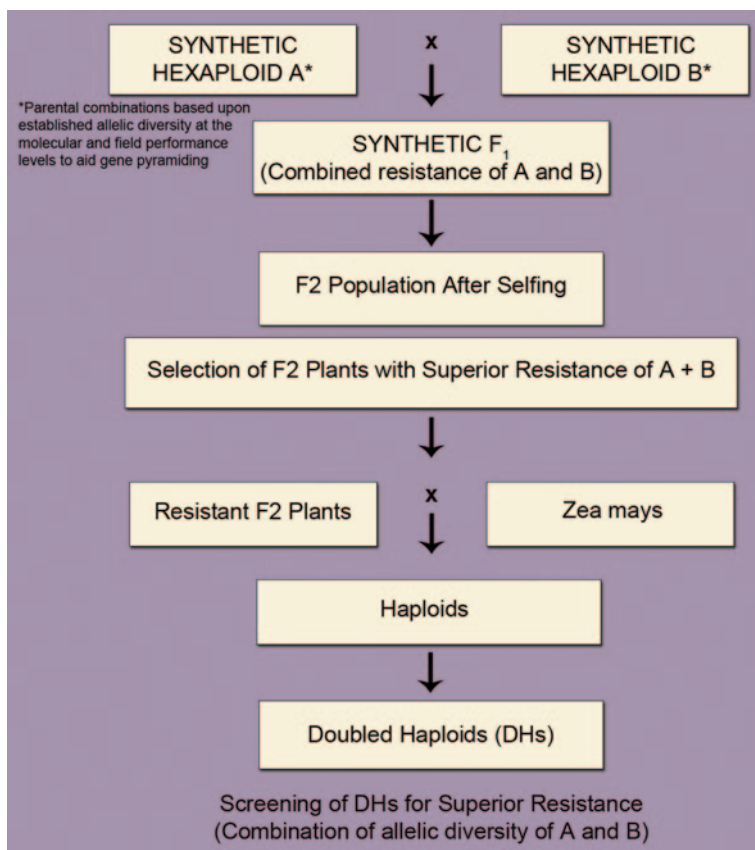 SYNTHETIC
HEXAPLOID A*
x
SYNTHETIC
HEXAPLOID B*
*Parental combinations based upon
established allelic diversity at the
molecular and field performance
levels to aid gene pyramiding
SYNTHETIC F1
(Combined resistance of A and B)
F2 Population After Selfing
Selection of F2 Plants with Superior Resistance of A + B
Resistant F2 Plants
x
Zea mays
Haploids
Doubled Haploids (DHs)
Screening of DHs for Superior Resistance
(Combination of allelic diversity of A and B)